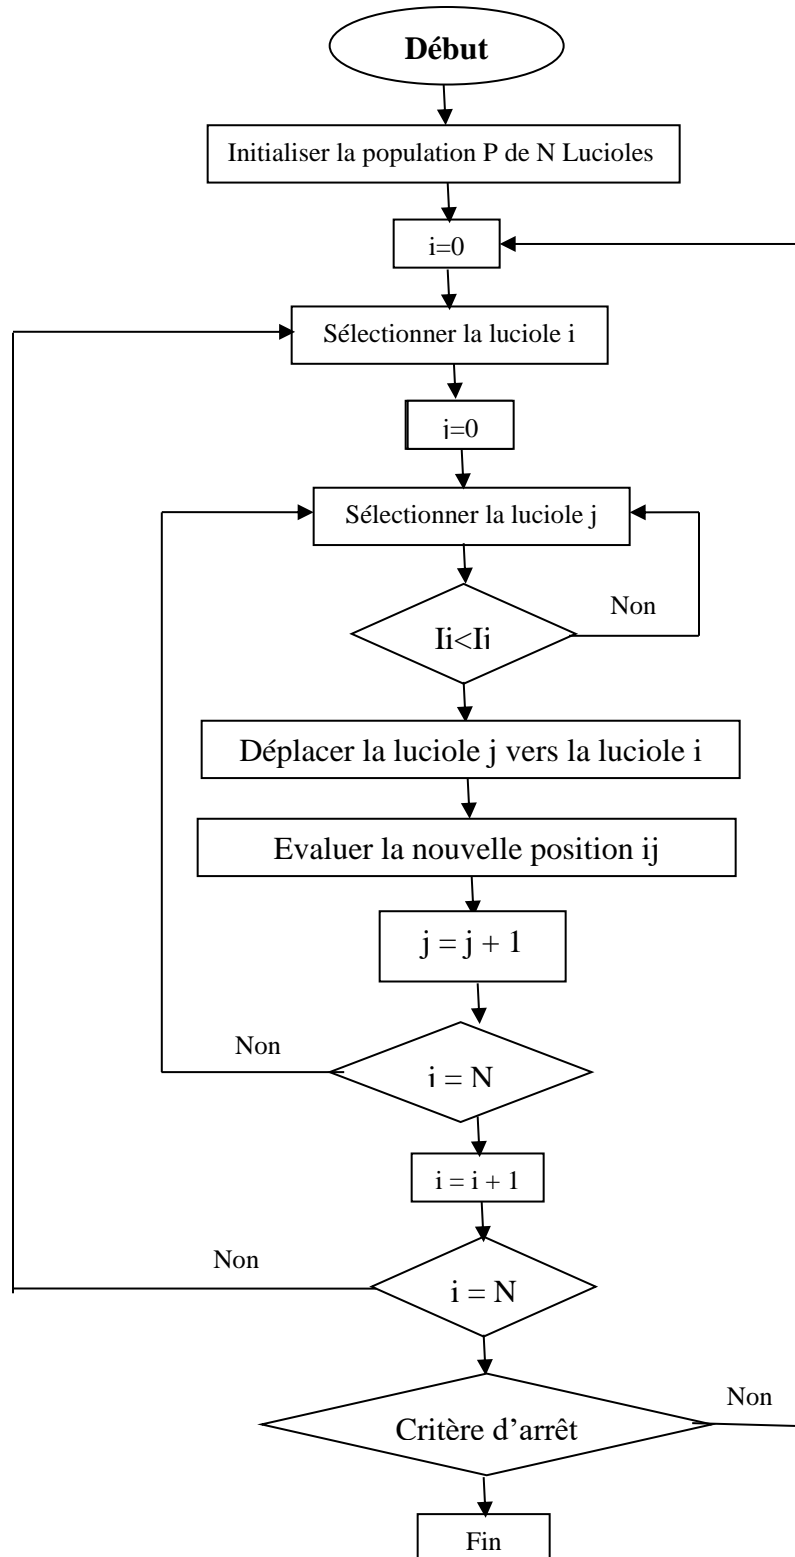 Début
Initialiser la population P de N Lucioles
i=0
Sélectionner la luciole i
j=0
Sélectionner la luciole j
Non
Ii<Ij
Déplacer la luciole j vers la luciole i
Evaluer la nouvelle position ij
j = j + 1
Non
j = N
i = i + 1
Non
i = N
Non
Critère d’arrêt
Fin